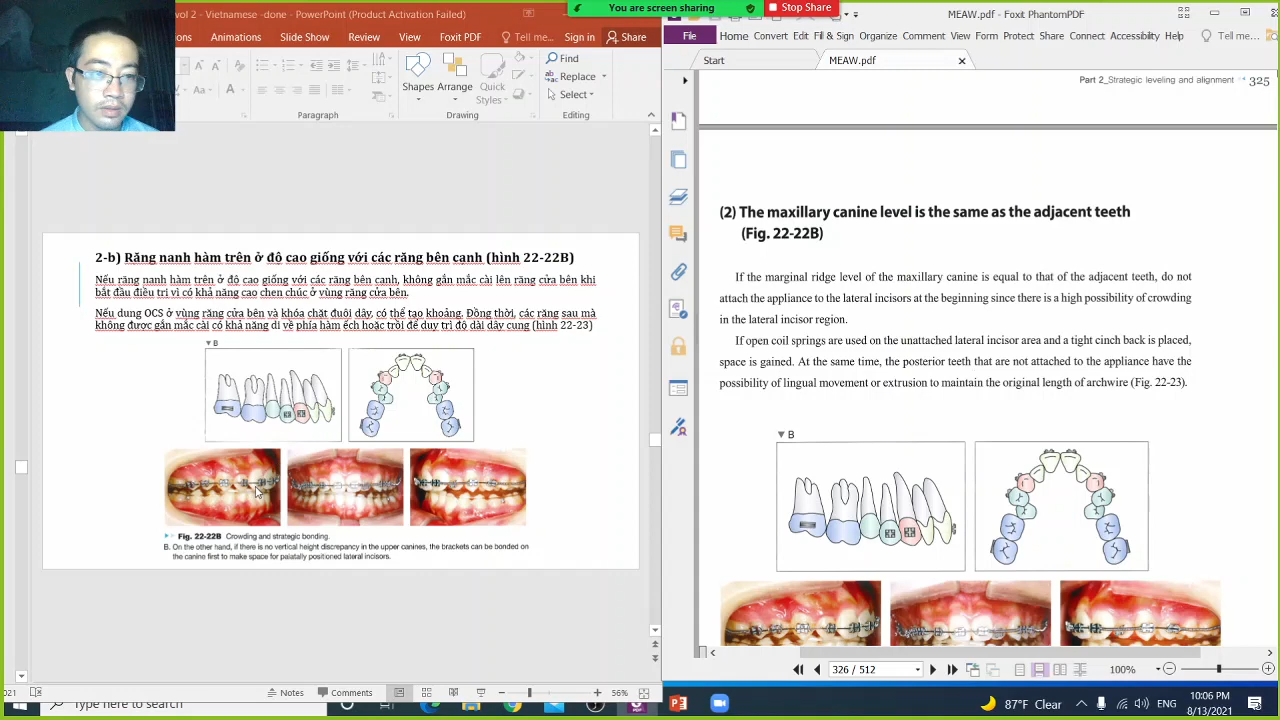 You are screen sharing
Stop Share
vol 2 - Vietnamese -done - PowerPoint (Product Activation Failed)
MEAW.pdf - Foxit PhantomPDF
Animations Slide Show Review View Foxit PDF Tell me... Sign in Share
File Home Convert Edit Fill & Sign Organize Comment View Form Protect Share Connect Accessibility Help Tell me...
Find
Replace
Select
Shapes Arrange Quick Styles
Paragraph Drawing Editing
Start MEAW.pdf
Part 2_Strategic leveling and alignment 325
2-b) Răng nanh hàm trên ở độ cao giống với các răng bên cạnh (hình 22-22B)
Nếu răng nanh hàm trên ở độ cao giống với các răng bên cạnh, không gắn mắc cài lên răng cửa bên khi
bắt đầu điều trị vì có khả năng cao chen chúc ở vùng răng cửa bên.
Nếu dung OCS ở vùng răng cửa bên và khóa chặt đuôi dây, có thể tạo khoảng. Đồng thời, các răng sau mà
không được gắn mắc cài có khả năng di về phía hàm ếch hoặc trồi để duy trì độ dài dây cung (hình 22-23)
B
Fig. 22-22B Crowding and strategic bonding.
B. On the other hand, if there is no vertical height discrepancy in the upper canines, the brackets can be bonded on
the canine first to make space for palatally positioned lateral incisors.
(2) The maxillary canine level is the same as the adjacent teeth
(Fig. 22-22B)
If the marginal ridge level of the maxillary canine is equal to that of the adjacent teeth, do not
attach the appliance to the lateral incisors at the beginning since there is a high possibility of crowding
in the lateral incisor region.
If open coil springs are used on the unattached lateral incisor area and a tight cinch back is placed,
space is gained. At the same time, the posterior teeth that are not attached to the appliance have the
possibility of lingual movement or extrusion to maintain the original length of archwire (Fig. 22-23).
B
Notes Comments 56%
326 / 512 100%
Type here to search
87°F Clear ENG 10:06 PM
8/13/2021